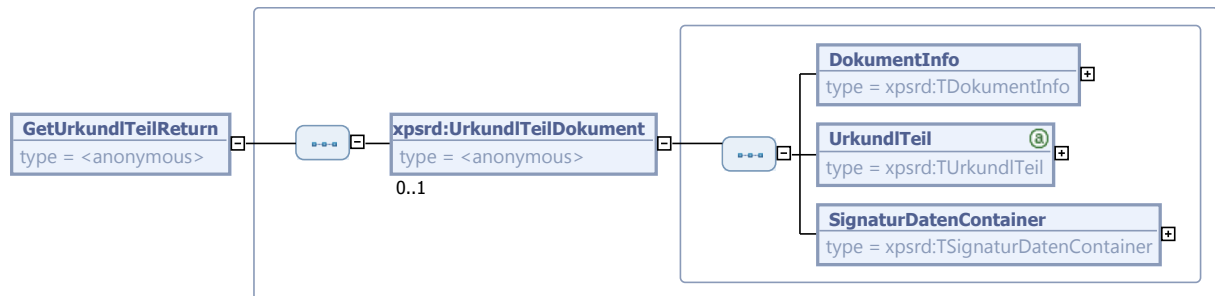 GetUrkundlTeilReturn
type = <anonymous>
xpsrd:UrkundlTeilDokument
type = <anonymous>
0..1
DokumentInfo
type = xpsrd:TDokumentInfo
UrkundlTeil
a
type = xpsrd:TUrkundlTeil
SignaturDatenContainer
type = xpsrd:TSignaturDatenContainer